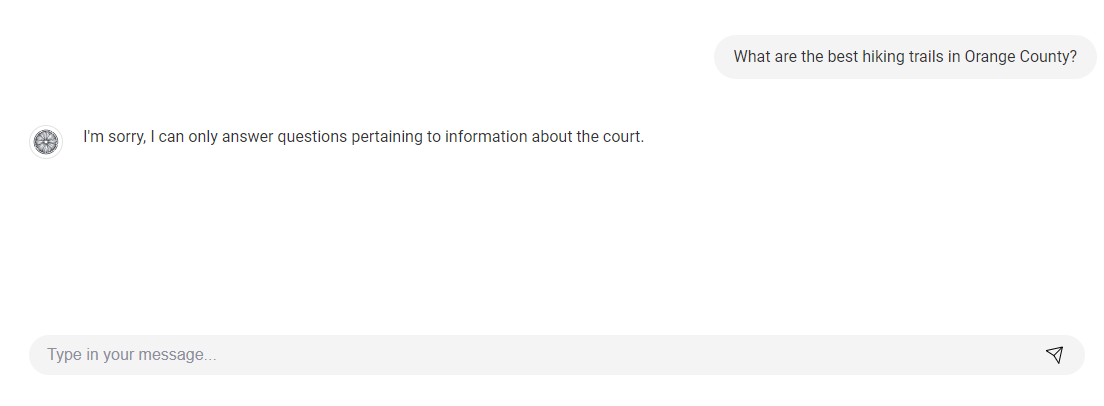 What are the best hiking trails in Orange County?
I'm sorry, I can only answer questions pertaining to information about the court.
Type in your message...